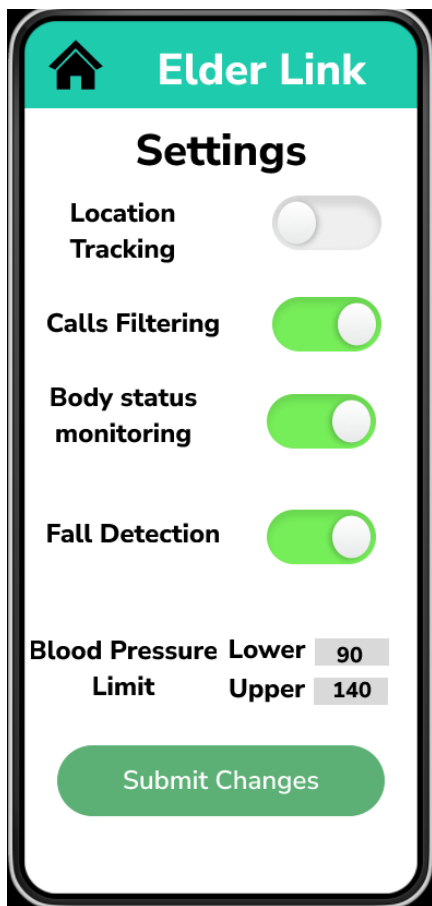 Elder Link
Settings
Location
Tracking
Calls Filtering
Body status
monitoring
Fall Detection
Blood Pressure Lower 90
Limit Upper 140
Submit Changes